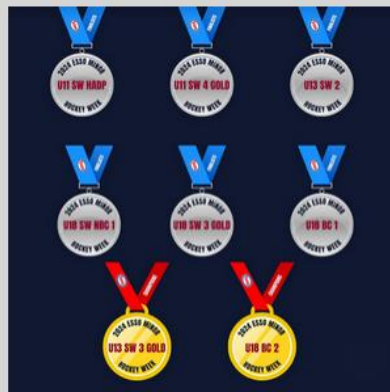 2024 ESSO MINOR
U11 SW HADP
HOCKEY WEEK
2024 ESSO MINOR
U11 SW 4 GOLD
HOCKEY WEEK
2024 ESSO MINOR
U13 SW 2
HOCKEY WEEK
2024 ESSO MINOR
U18 SW NBC 1
HOCKEY WEEK
2024 ESSO MINOR
U18 SW 3 GOLD
HOCKEY WEEK
2024 ESSO MINOR
U18 BC 1
HOCKEY WEEK
2024 ESSO MINOR
U13 SW 3 GOLD
HOCKEY WEEK
2024 ESSO MINOR
U18 BC 2
HOCKEY WEEK